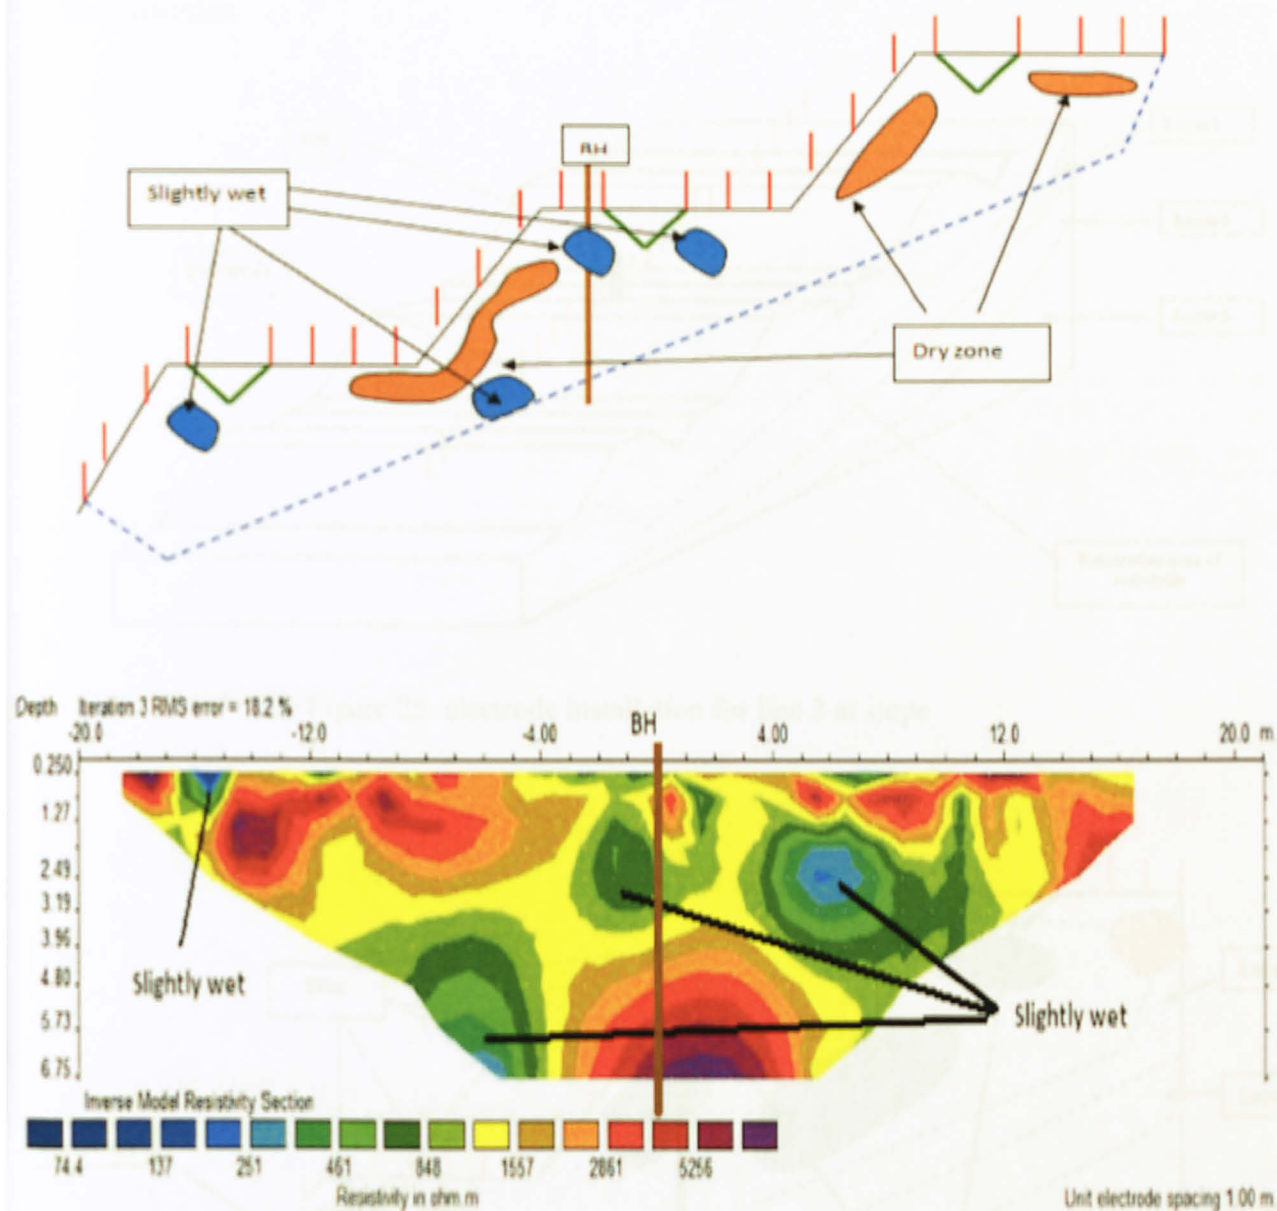 BH
Slightly wet
Dry zone
Depth Iteration 3 RMS error = 18.2 %
-20.0 -12.0 -4.00 BH 4.00 12.0 20.0 m.
0.250
1.27
2.49
3.19
3.96
4.80
5.73
6.75
Slightly wet
Slightly wet
Inverse Model Resistivity Section
74.4 137 251 461 848 1557 2861 5256
Resistivity in ohm.m
Unit electrode spacing 1.00 m